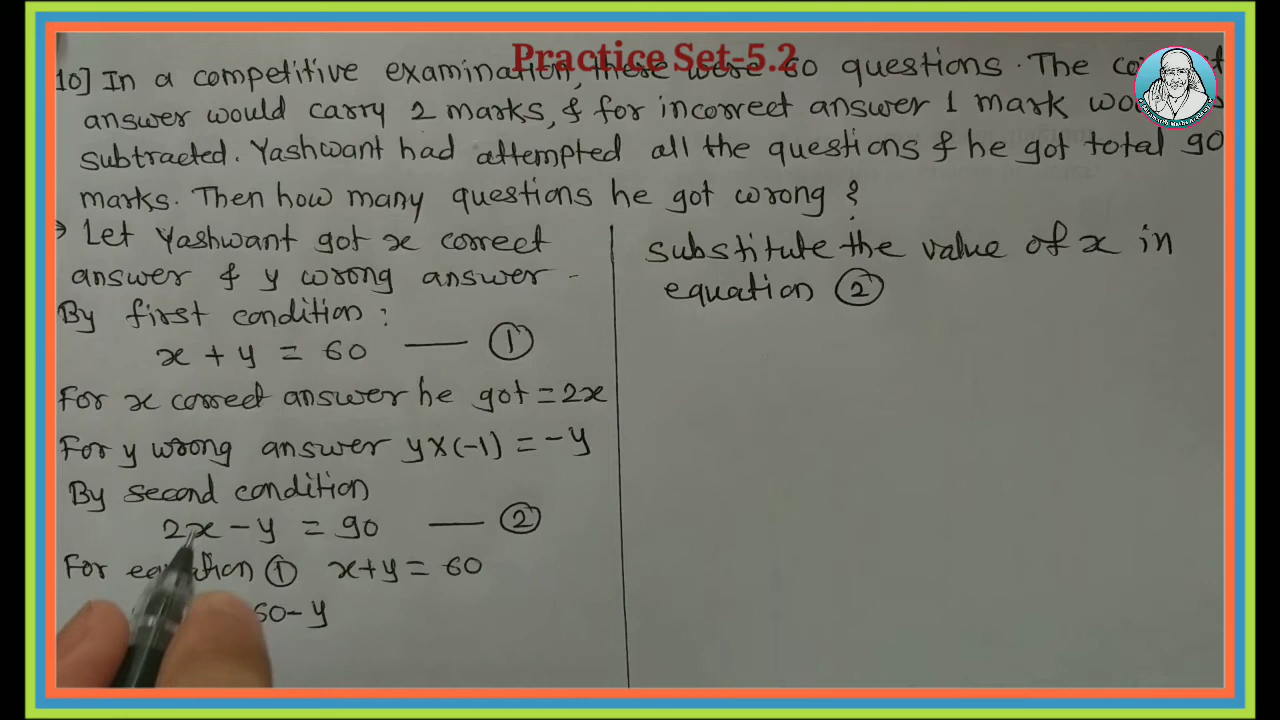 Practice Set-5.2
10] In a competitive examination, there were 60 questions. The correct
answer would carry 2 marks, & for incorrect answer 1 mark
subtracted. Yashwant had attempted all the questions & he got total 90
marks. Then how many questions he got wrong ?
→ Let Yashwant got x correct
answer & y wrong answer -
By first condition :
x + y = 60 — ①
For x correct answer he got = 2x
For y wrong answer y×(-1) = -y
By second condition
2x - y = 90 — ②
For equation ① x+y = 60
60-y
substitute the value of x in
equation ②